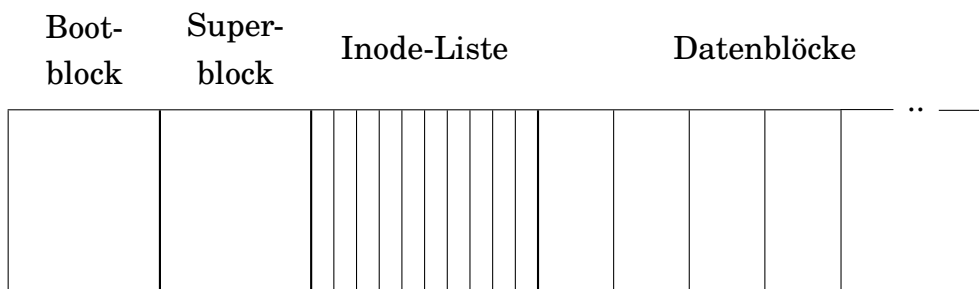 Boot-
block
Super-
block
Inode-Liste
Datenblöcke
..